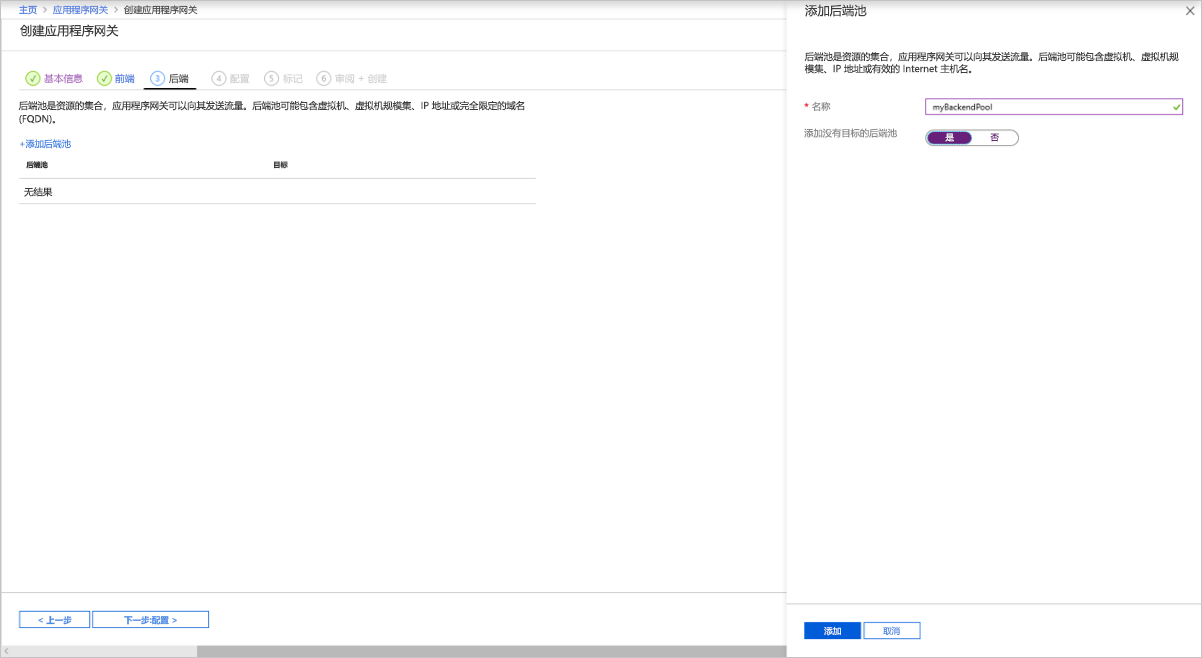 主页 > 应用程序网关 > 创建应用程序网关
创建应用程序网关
基本信息 前端 3 后端 4 配置 5 标记 6 审阅 + 创建
后端池是资源的集合，应用程序网关可以向其发送流量。后端池可能包含虚拟机、虚拟机规模集、IP 地址或完全限定的域名
(FQDN)。
+添加后端池
后端池 目标
无结果
< 上一步 下一步:配置 >
添加后端池
后端池是资源的集合，应用程序网关可以向其发送流量。后端池可能包含虚拟机、虚拟机规
模集、IP 地址或有效的 Internet 主机名。
* 名称 myBackendPool
添加没有目标的后端池 是 否
添加 取消